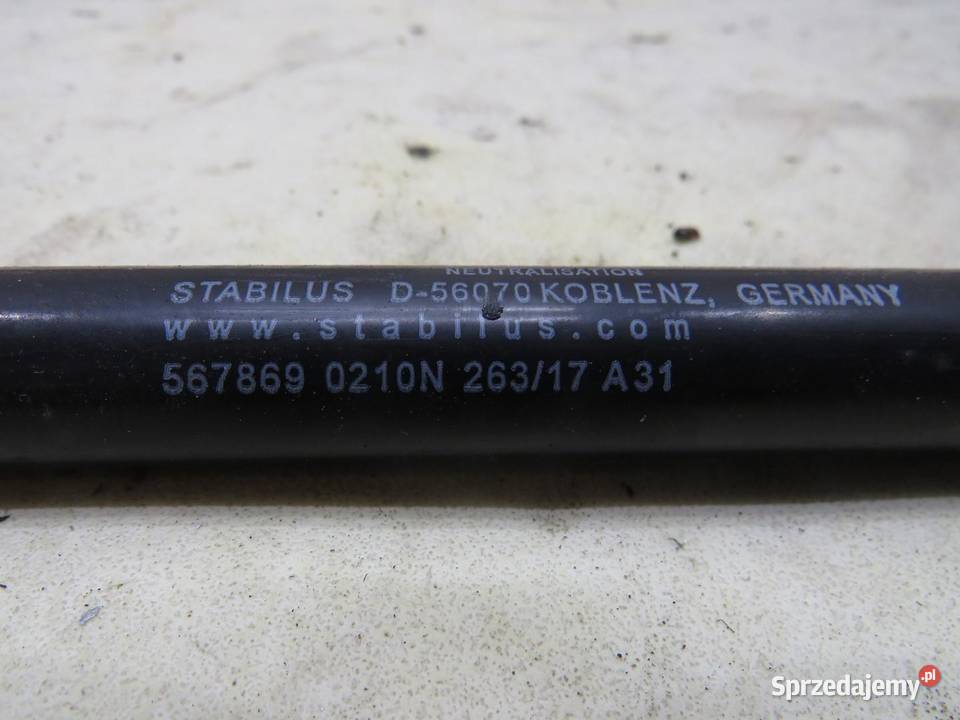 NEUTRALISATION
STABILUS D-56070 KOBLENZ, GERMANY
www.stabilus.com
567869 0210N 263/17 A31
Sprzedajemy.pl